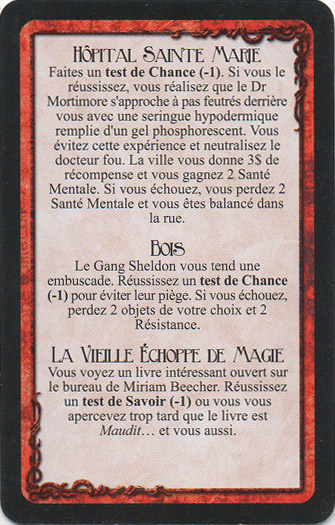 Hôpital Sainte Marie
Faites un test de Chance (-1). Si vous le
réussissez, vous réalisez que le Dr
Mortimore s'approche à pas feutrés derrière
vous avec une seringue hypodermique
remplie d'un gel phosphorescent. Vous
évitez cette expérience et neutralisez le
docteur fou. La ville vous donne 3$ de
récompense et vous gagnez 2 Santé
Mentale. Si vous échouez, vous perdez 2
Santé Mentale et vous êtes balancé dans
la rue.
Bois
Le Gang Sheldon vous tend une
embuscade. Réussissez un test de Chance
(-1) pour éviter leur piège. Si vous échouez,
perdez 2 objets de votre choix et 2
Résistance.
La Vieille Échoppe de Magie
Vous voyez un livre intéressant ouvert sur
le bureau de Miriam Beecher. Réussissez
un test de Savoir (-1) ou vous vous
apercevez trop tard que le livre est
Maudit… et vous aussi.